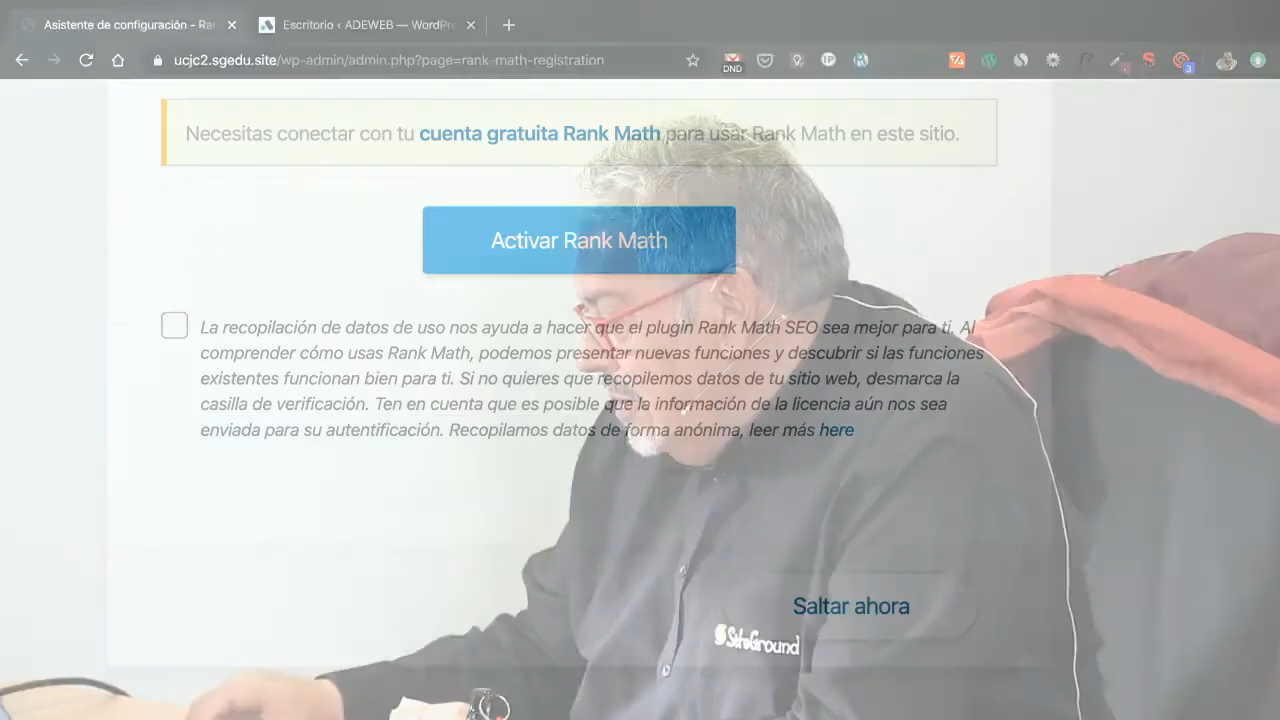 Asistente de configuración - Ra
Escritorio ‹ ADEWEB — WordPre
ucjc2.sgedu.site/wp-admin/admin.php?page=rank-math-registration
DND
3
Necesitas conectar con tu cuenta gratuita Rank Math para usar Rank Math en este sitio.
Activar Rank Math
La recopilación de datos de uso nos ayuda a hacer que el plugin Rank Math SEO sea mejor para ti. Al
comprender cómo usas Rank Math, podemos presentar nuevas funciones y descubrir si las funciones
existentes funcionan bien para ti. Si no quieres que recopilemos datos de tu sitio web, desmarca la
casilla de verificación. Ten en cuenta que es posible que la información de la licencia aún nos sea
enviada para su autentificación. Recopilamos datos de forma anónima, leer más here
Saltar ahora
SiteGround